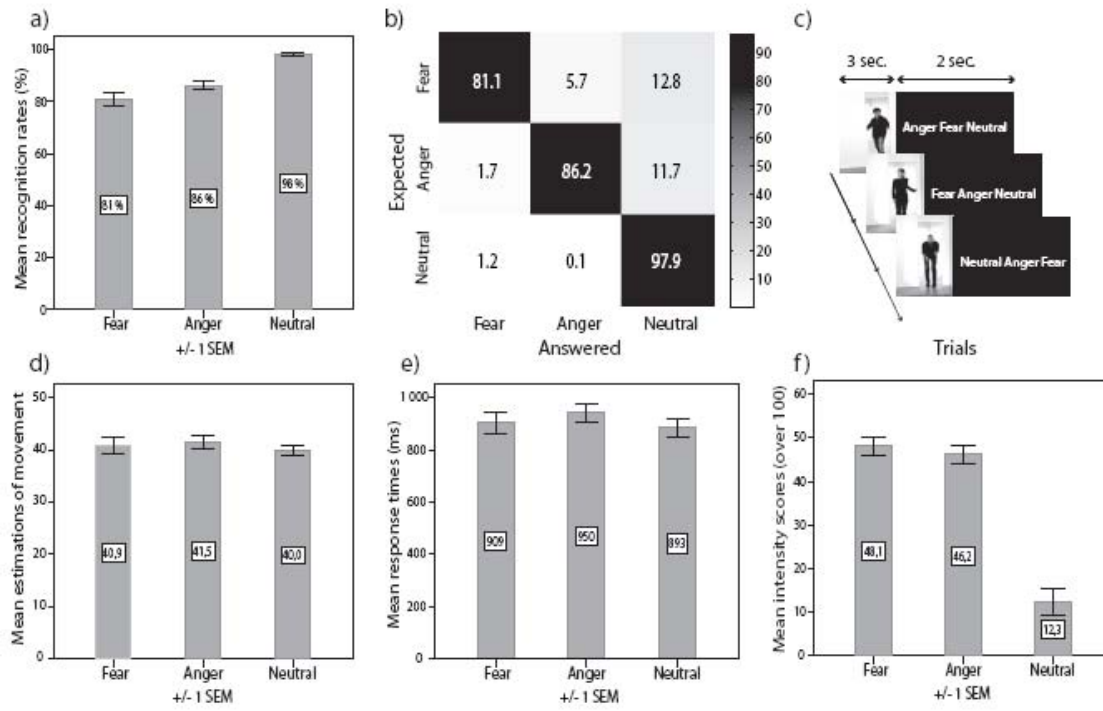 a)
Mean recognition rates (%)
100
80
60
40
20
0
81%
86%
98%
Fear Anger Neutral
+/- 1 SEM
b)
Expected
Fear
Anger
Neutral
81.1 5.7 12.8
1.7 86.2 11.7
1.2 0.1 97.9
Fear Anger Neutral
Answered
90
80
70
60
50
40
30
20
10
c)
3 sec. 2 sec.
Anger Fear Neutral
Fear Anger Neutral
Neutral Anger Fear
Trials
d)
Mean estimations of movement
50
40
30
20
10
0
40,9
41,5
40,0
Fear Anger Neutral
+/- 1 SEM
e)
Mean response times (ms)
1 000
800
600
400
200
0
909
950
893
Fear Anger Neutral
+/- 1 SEM
f)
Mean intensity scores (over 100)
60
50
40
30
20
10
0
48,1
46,2
12,3
Fear Anger Neutral
+/- 1 SEM